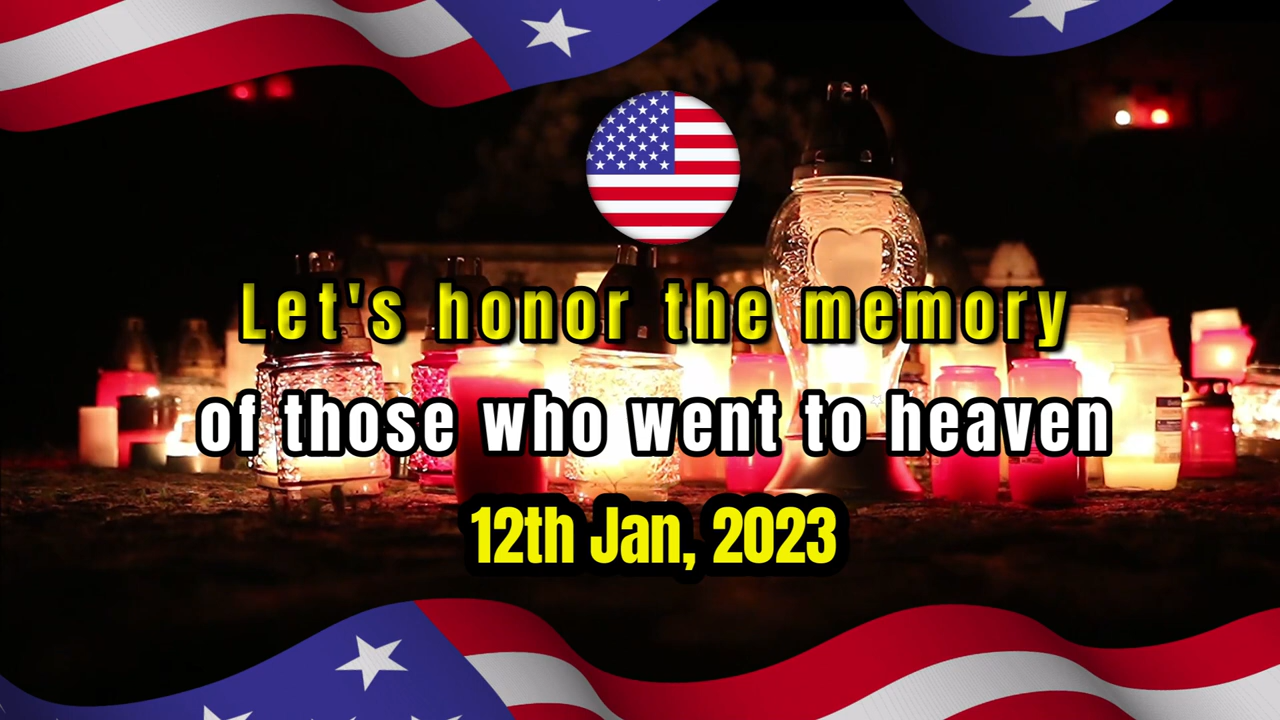 Let's honor the memory
of those who went to heaven
12th Jan, 2023